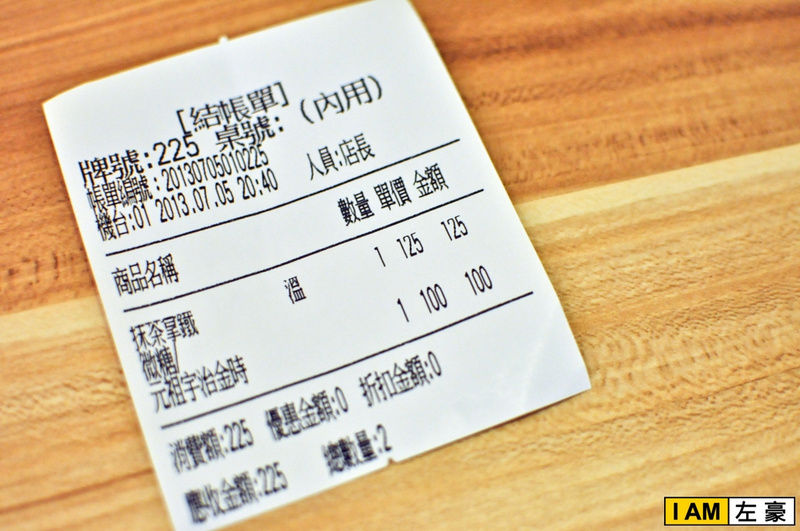 [結帳單]
牌號:225 桌號: (內用)
帳單編號:20130705010225
機台:01 2013.07.05 20:40 人員:店長
商品名稱 數量 單價 金額
抹茶拿鐵 溫 1 125 125
微糖/
元祖宇治金時 1 100 100
消費額:225 優惠金額:0 折扣金額:0
應收金額:225 總數量:2
I AM 左豪